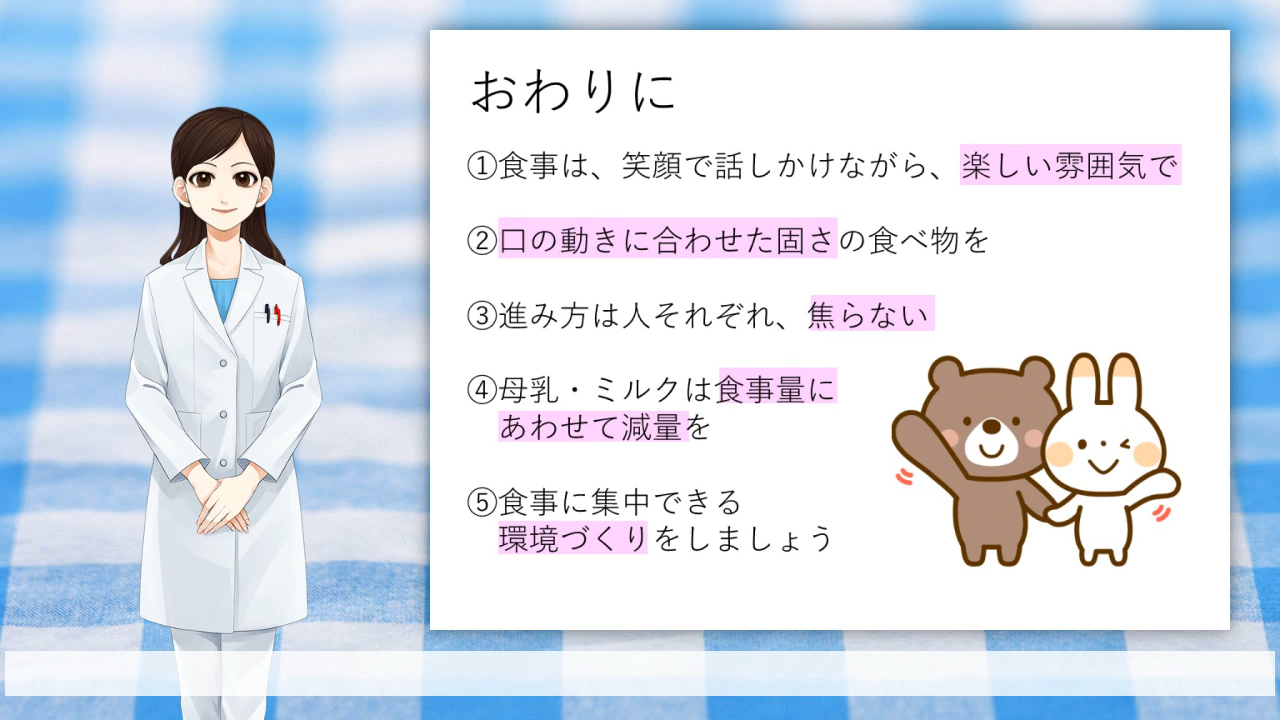 おわりに
①食事は、笑顔で話しかけながら、楽しい雰囲気で
②口の動きに合わせた固さの食べ物を
③進み方は人それぞれ、焦らない
④母乳・ミルクは食事量に
あわせて減量を
⑤食事に集中できる
環境づくりをしましょう